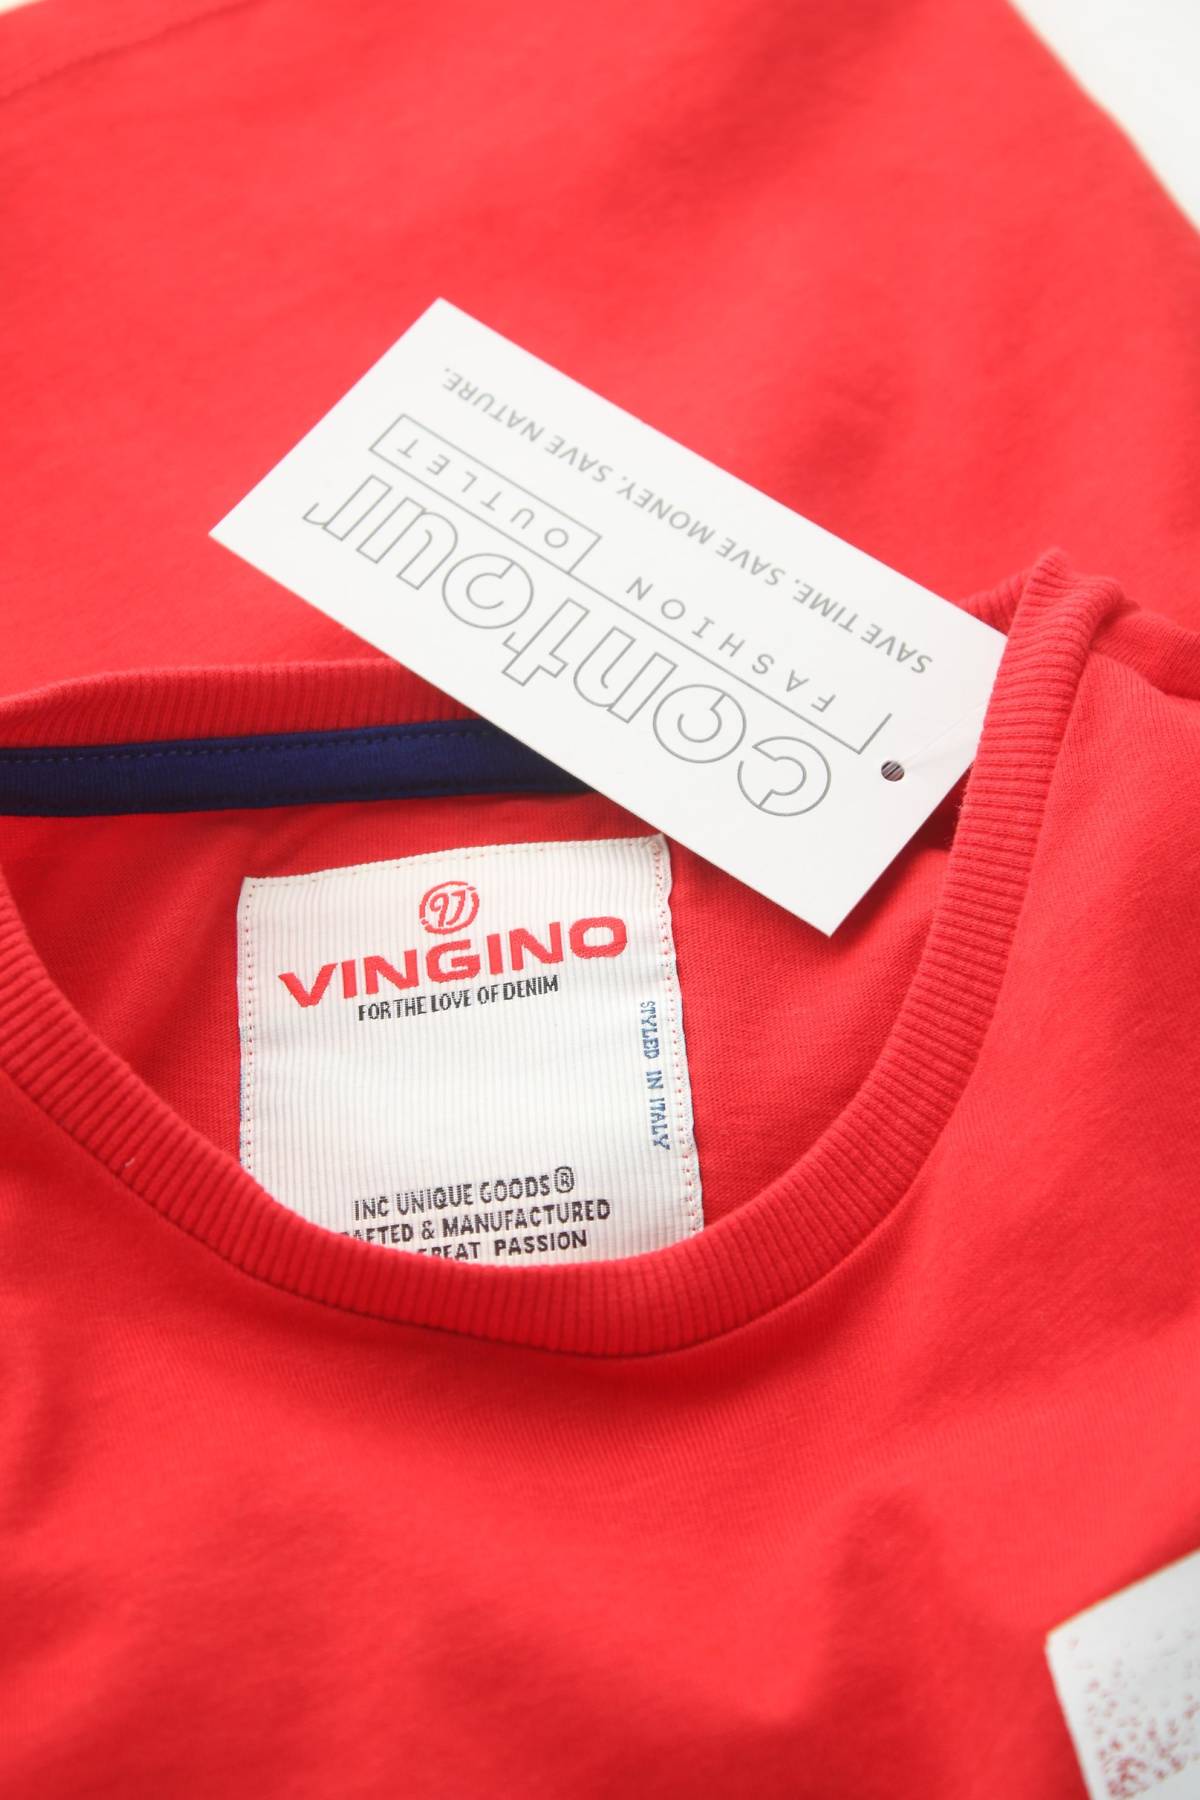 contour
FASHION OUTLET
SAVE TIME. SAVE MONEY. SAVE NATURE.
97
VINGINO
FOR THE LOVE OF DENIM
STYLED IN ITALY
INC UNIQUE GOODS®
& MANUFACTURED
PASSION